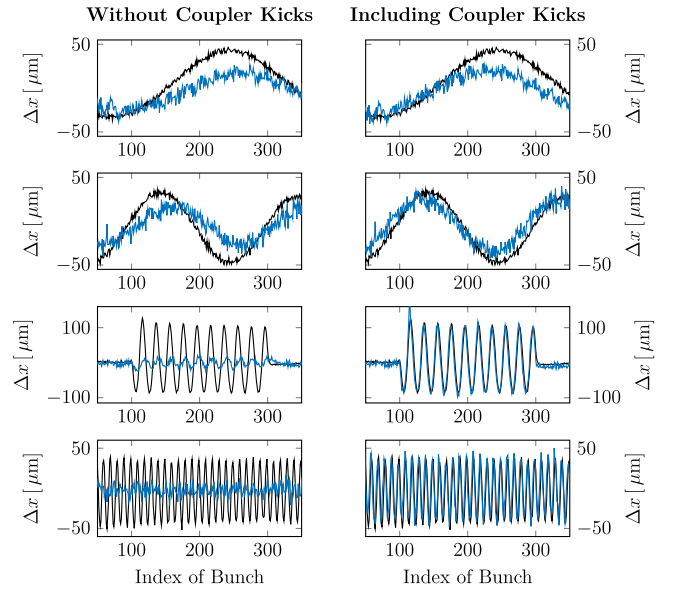 Without Coupler Kicks Including Coupler Kicks
50 50
Δx [ μm] Δx [ μm]
−50 −50
100 200 300 100 200 300
50 50
Δx [ μm] Δx [ μm]
−50 −50
100 200 300 100 200 300
100 100
Δx [ μm] Δx [ μm]
−100 −100
100 200 300 100 200 300
50 50
Δx [ μm] Δx [ μm]
−50 −50
100 200 300 100 200 300
Index of Bunch Index of Bunch